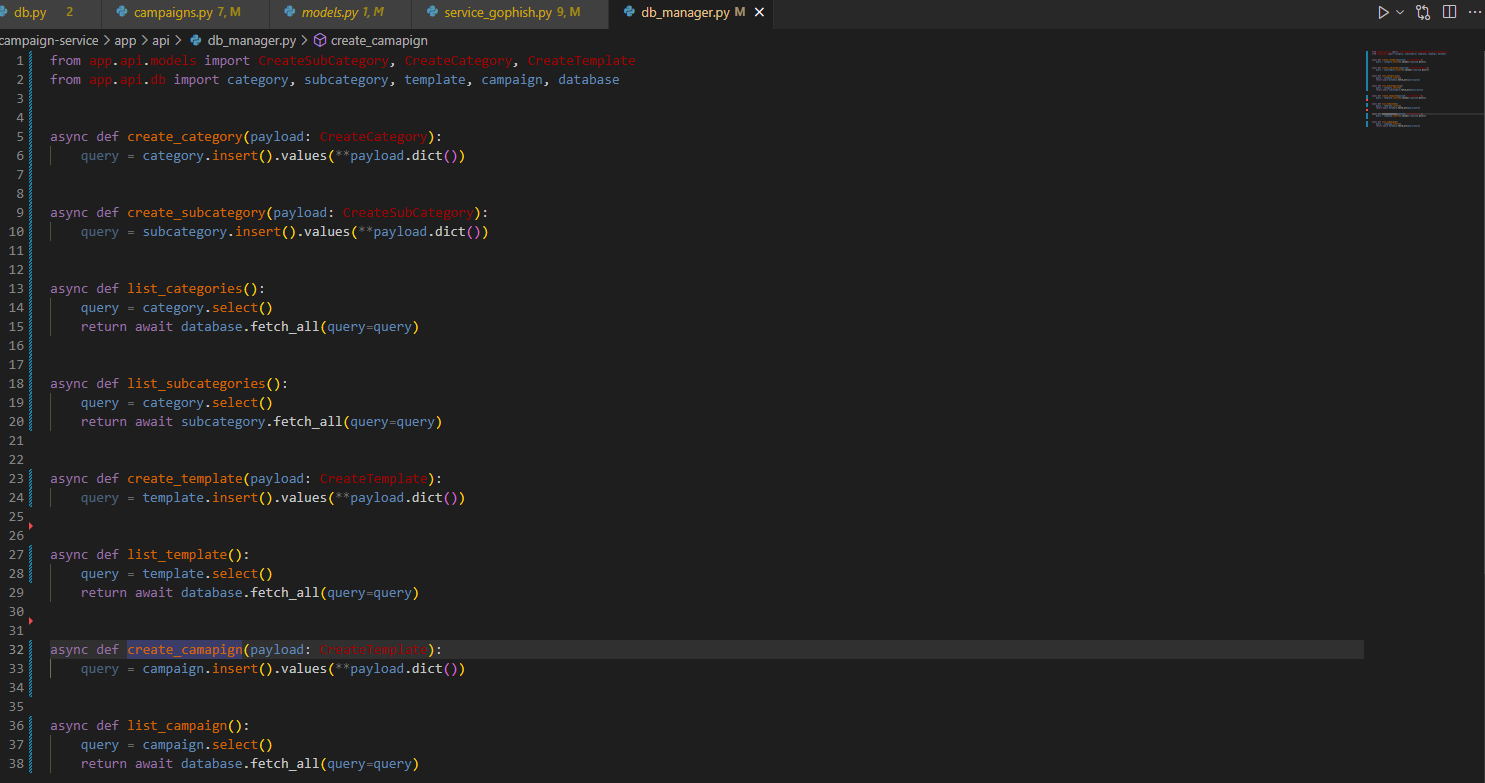 db.py 2 campaigns.py 7, M models.py 1, M service_gophish.py 9, M db_manager.py M
campaign-service > app > api > db_manager.py > create_camapign
1 from app.api.models import CreateSubCategory, CreateCategory, CreateTemplate
2 from app.api.db import category, subcategory, template, campaign, database
3
4
5 async def create_category(payload: CreateCategory):
6 query = category.insert().values(**payload.dict())
7
8
9 async def create_subcategory(payload: CreateSubCategory):
10 query = subcategory.insert().values(**payload.dict())
11
12
13 async def list_categories():
14 query = category.select()
15 return await database.fetch_all(query=query)
16
17
18 async def list_subcategories():
19 query = category.select()
20 return await subcategory.fetch_all(query=query)
21
22
23 async def create_template(payload: CreateTemplate):
24 query = template.insert().values(**payload.dict())
25
26
27 async def list_template():
28 query = template.select()
29 return await database.fetch_all(query=query)
30
31
32 async def create_camapign(payload: CreateTemplate):
33 query = campaign.insert().values(**payload.dict())
34
35
36 async def list_campaign():
37 query = campaign.select()
38 return await database.fetch_all(query=query)